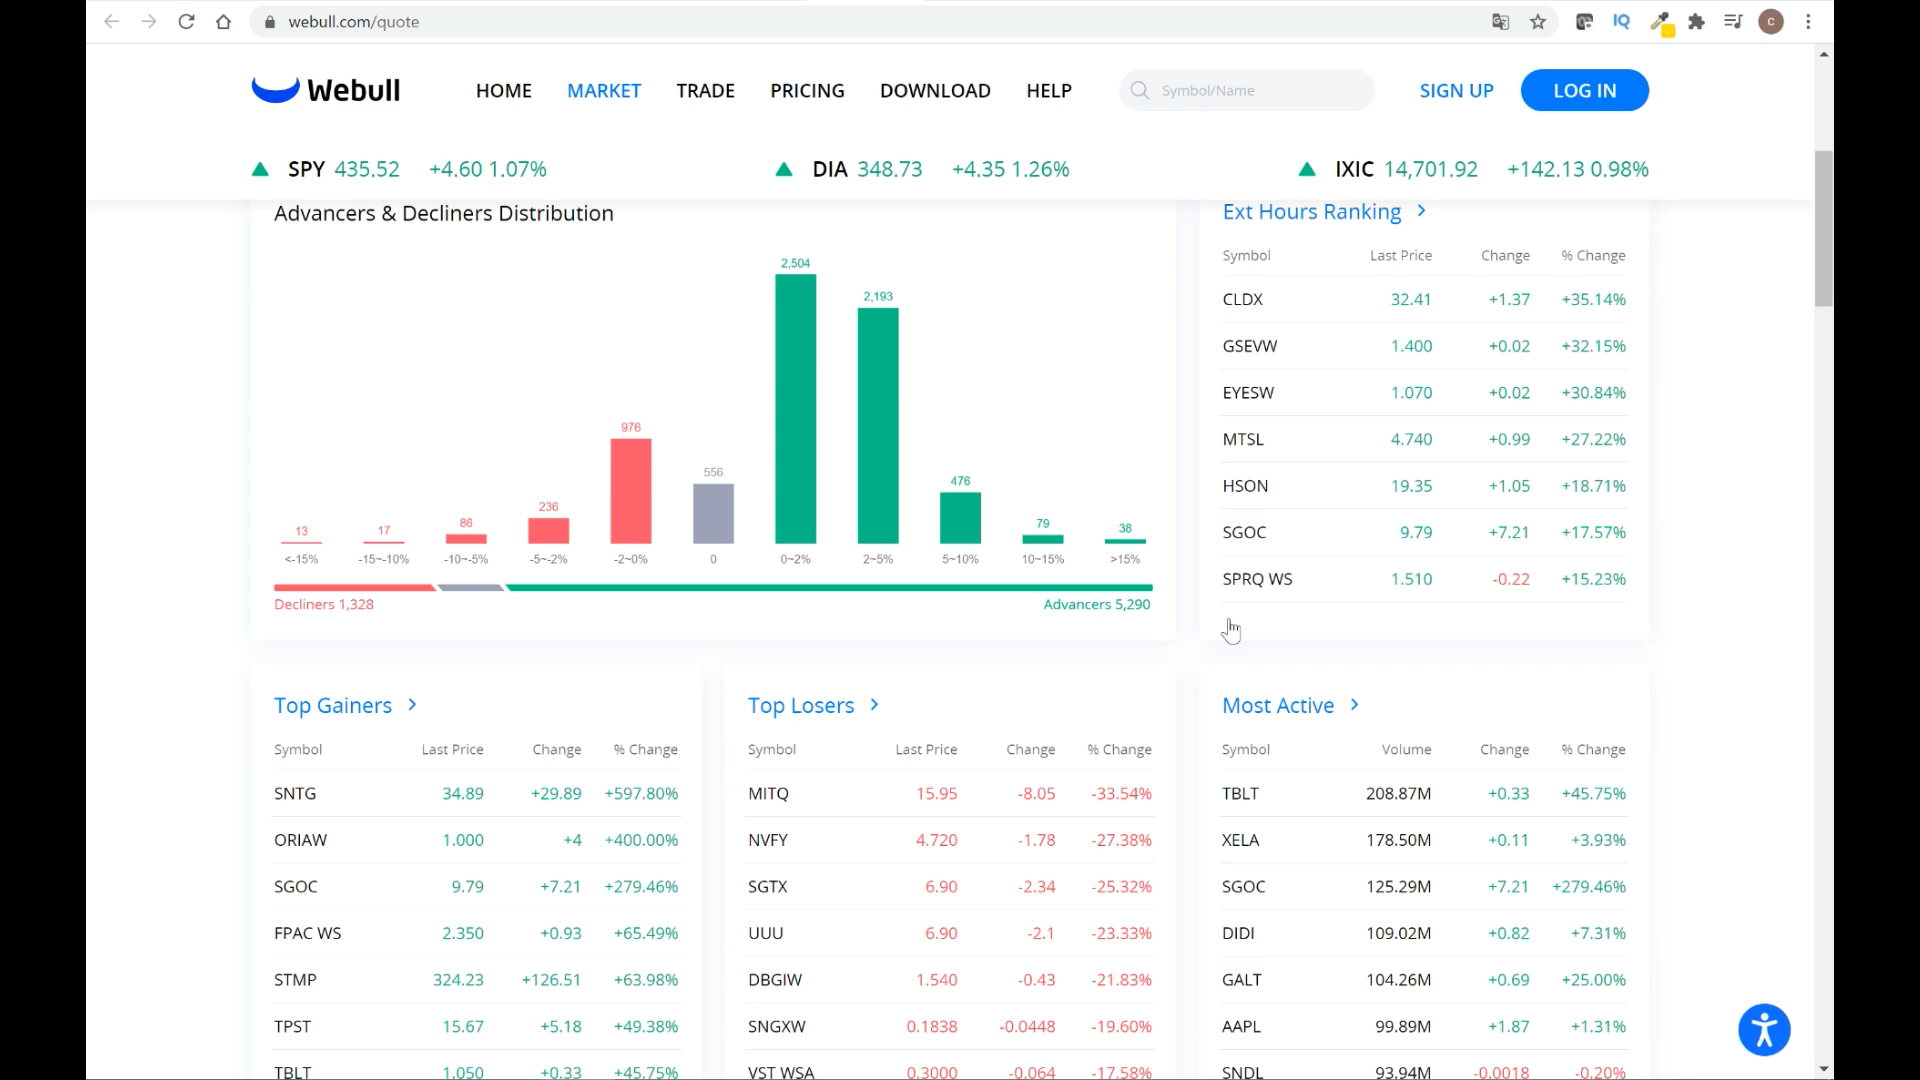 webull.com/quote
IQ
C
Webull
HOME MARKET TRADE PRICING DOWNLOAD HELP Symbol/Name SIGN UP LOG IN
SPY 435.52 +4.60 1.07% DIA 348.73 +4.35 1.26% IXIC 14,701.92 +142.13 0.98%
Advancers & Decliners Distribution
2,504
2,193
976
556
476
236
86
79
38
17
13
<-15% -15~-10% -10~-5% -5~-2% -2~0% 0 0~2% 2~5% 5~10% 10~15% >15%
Decliners 1,328 Advancers 5,290
Ext Hours Ranking >
Symbol Last Price Change % Change
CLDX 32.41 +1.37 +35.14%
GSEVW 1.400 +0.02 +32.15%
EYESW 1.070 +0.02 +30.84%
MTSL 4.740 +0.99 +27.22%
HSON 19.35 +1.05 +18.71%
SGOC 9.79 +7.21 +17.57%
SPRQ WS 1.510 -0.22 +15.23%
Top Gainers >
Symbol Last Price Change % Change
SNTG 34.89 +29.89 +597.80%
ORIAW 1.000 +4 +400.00%
SGOC 9.79 +7.21 +279.46%
FPAC WS 2.350 +0.93 +65.49%
STMP 324.23 +126.51 +63.98%
TPST 15.67 +5.18 +49.38%
TBLT 1.050 +0.33 +45.75%
Top Losers >
Symbol Last Price Change % Change
MITQ 15.95 -8.05 -33.54%
NVFY 4.720 -1.78 -27.38%
SGTX 6.90 -2.34 -25.32%
UUU 6.90 -2.1 -23.33%
DBGIW 1.540 -0.43 -21.83%
SNGXW 0.1838 -0.0448 -19.60%
VST WSA 0.3000 -0.064 -17.58%
Most Active >
Symbol Volume Change % Change
TBLT 208.87M +0.33 +45.75%
XELA 178.50M +0.11 +3.93%
SGOC 125.29M +7.21 +279.46%
DIDI 109.02M +0.82 +7.31%
GALT 104.26M +0.69 +25.00%
AAPL 99.89M +1.87 +1.31%
SNDL 93.94M -0.0018 -0.20%